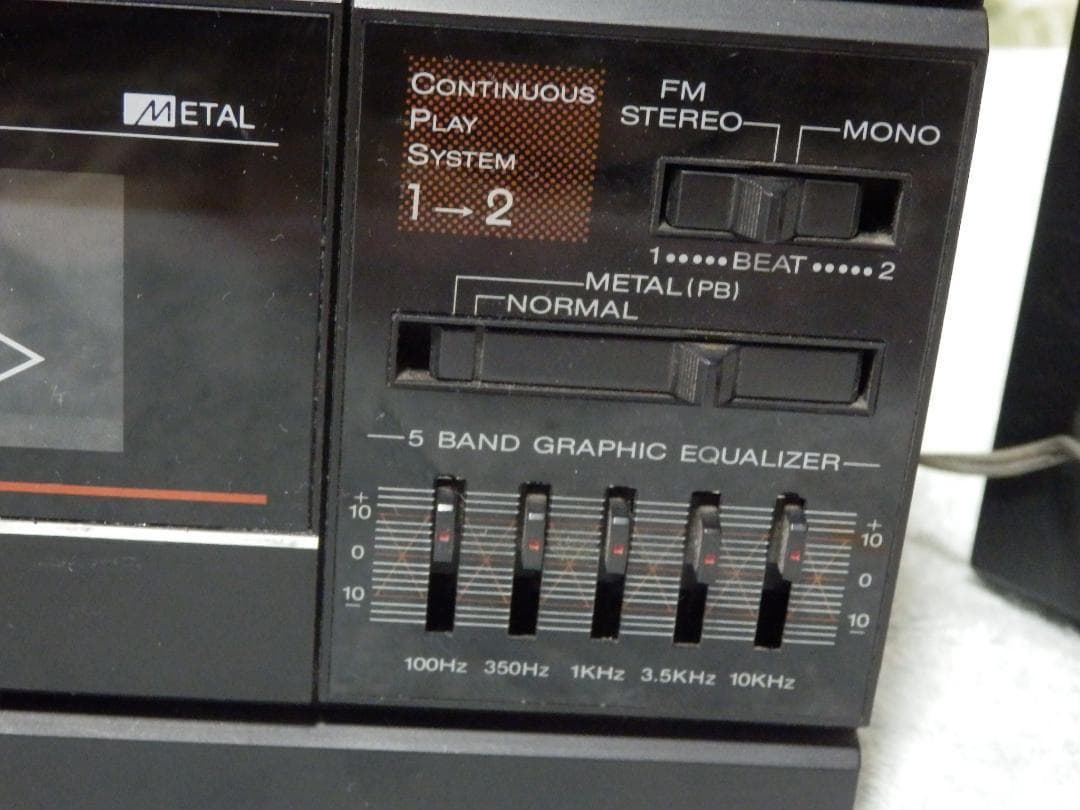 METAL
CONTINUOUS
PLAY
SYSTEM
1→2
FM
STEREO
MONO
1•••••BEAT•••••2
METAL(PB)
NORMAL
5 BAND GRAPHIC EQUALIZER
+
10
0
10
−
+
10
0
10
−
100Hz 350Hz 1KHz 3.5KHz 10KHz